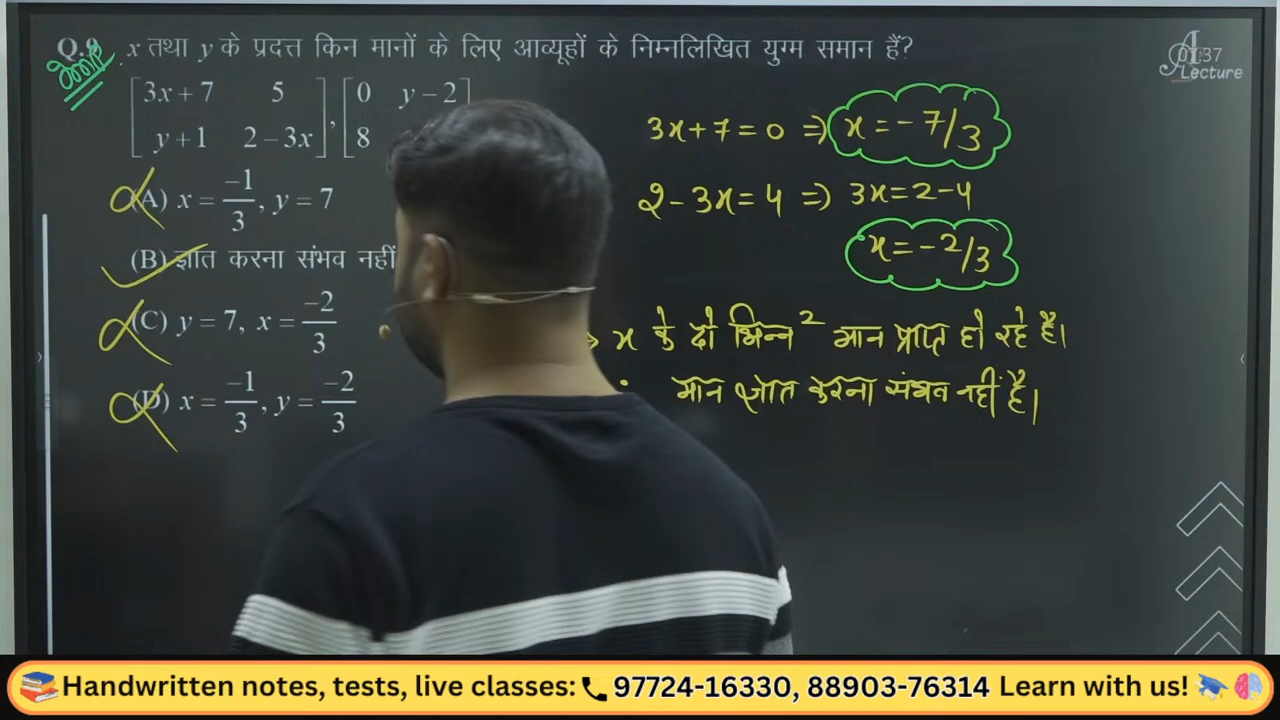 Q.9 x तथा y के प्रदत्त किन मानों के लिए आव्यूहों के निम्नलिखित युग्म समान हैं?
[3x + 7 5], [0 y − 2]
[y + 1 2 − 3x] [8
(A) x = −1/3, y = 7
(B) ज्ञात करना संभव नहीं
(C) y = 7, x = −2/3
(D) x = −1/3, y = −2/3
3x + 7 = 0 ⇒ x = −7/3
2 − 3x = 4 ⇒ 3x = 2 − 4
x = −2/3
x के दो भिन्न² मान प्राप्त हो रहे हैं।
मान ज्ञात करना संभव नहीं है।
Lecture
Handwritten notes, tests, live classes: 97724-16330, 88903-76314 Learn with us!